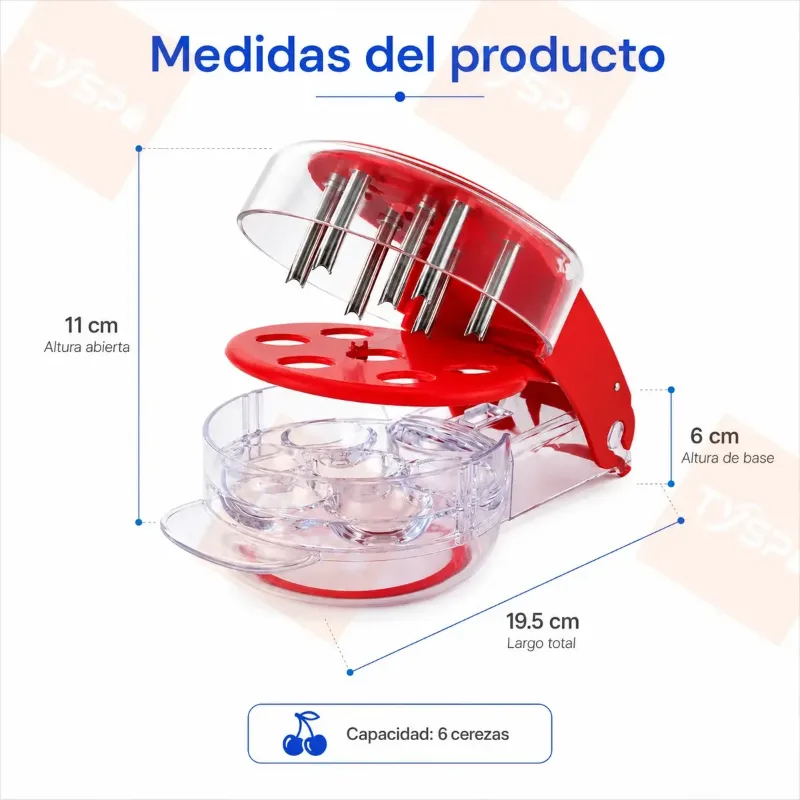 Medidas del producto
11 cm
Altura abierta
6 cm
Altura de base
19.5 cm
Largo total
Capacidad: 6 cerezas